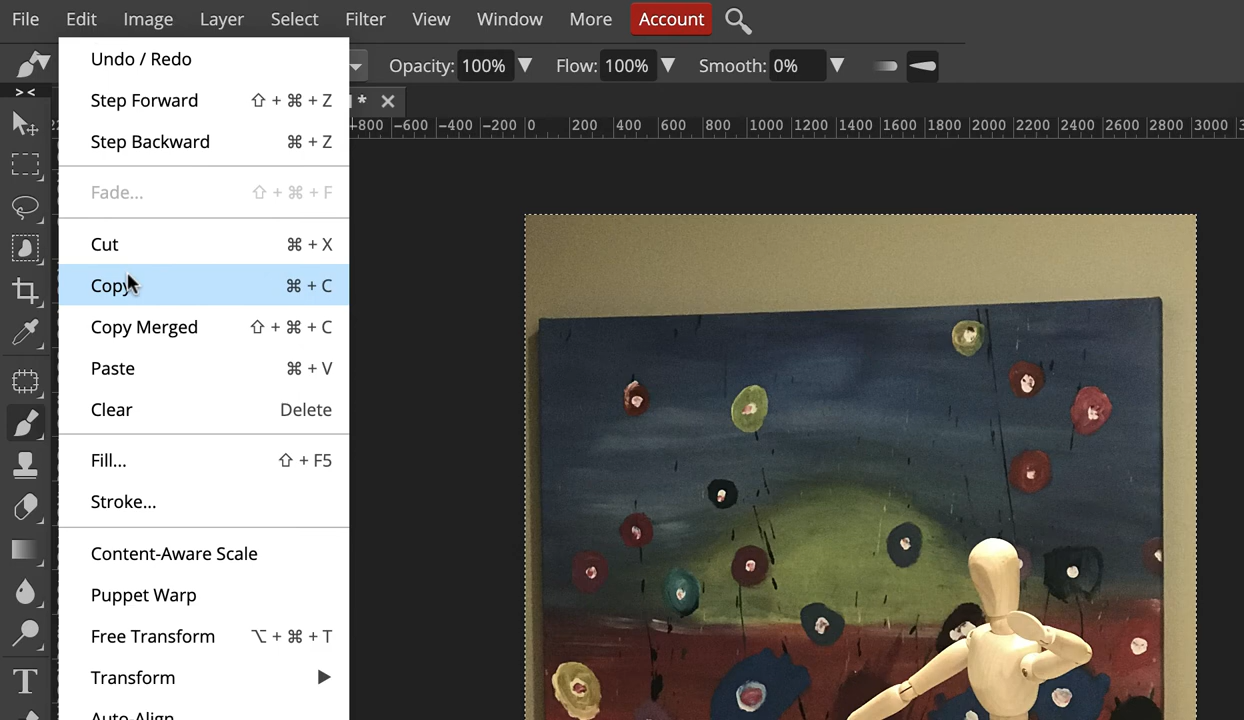 File Edit Image Layer Select Filter View Window More Account
Opacity: 100% Flow: 100% Smooth: 0%
> <
*
-800 -600 -400 -200 0 200 400 600 800 1000 1200 1400 1600 1800 2000 2200 2400 2600 2800 3000
Undo / Redo
Step Forward ⇧ + ⌘ + Z
Step Backward ⌘ + Z
Fade... ⇧ + ⌘ + F
Cut ⌘ + X
Copy ⌘ + C
Copy Merged ⇧ + ⌘ + C
Paste ⌘ + V
Clear Delete
Fill... ⇧ + F5
Stroke...
Content-Aware Scale
Puppet Warp
Free Transform ⌥ + ⌘ + T
Transform
Auto-Align
T